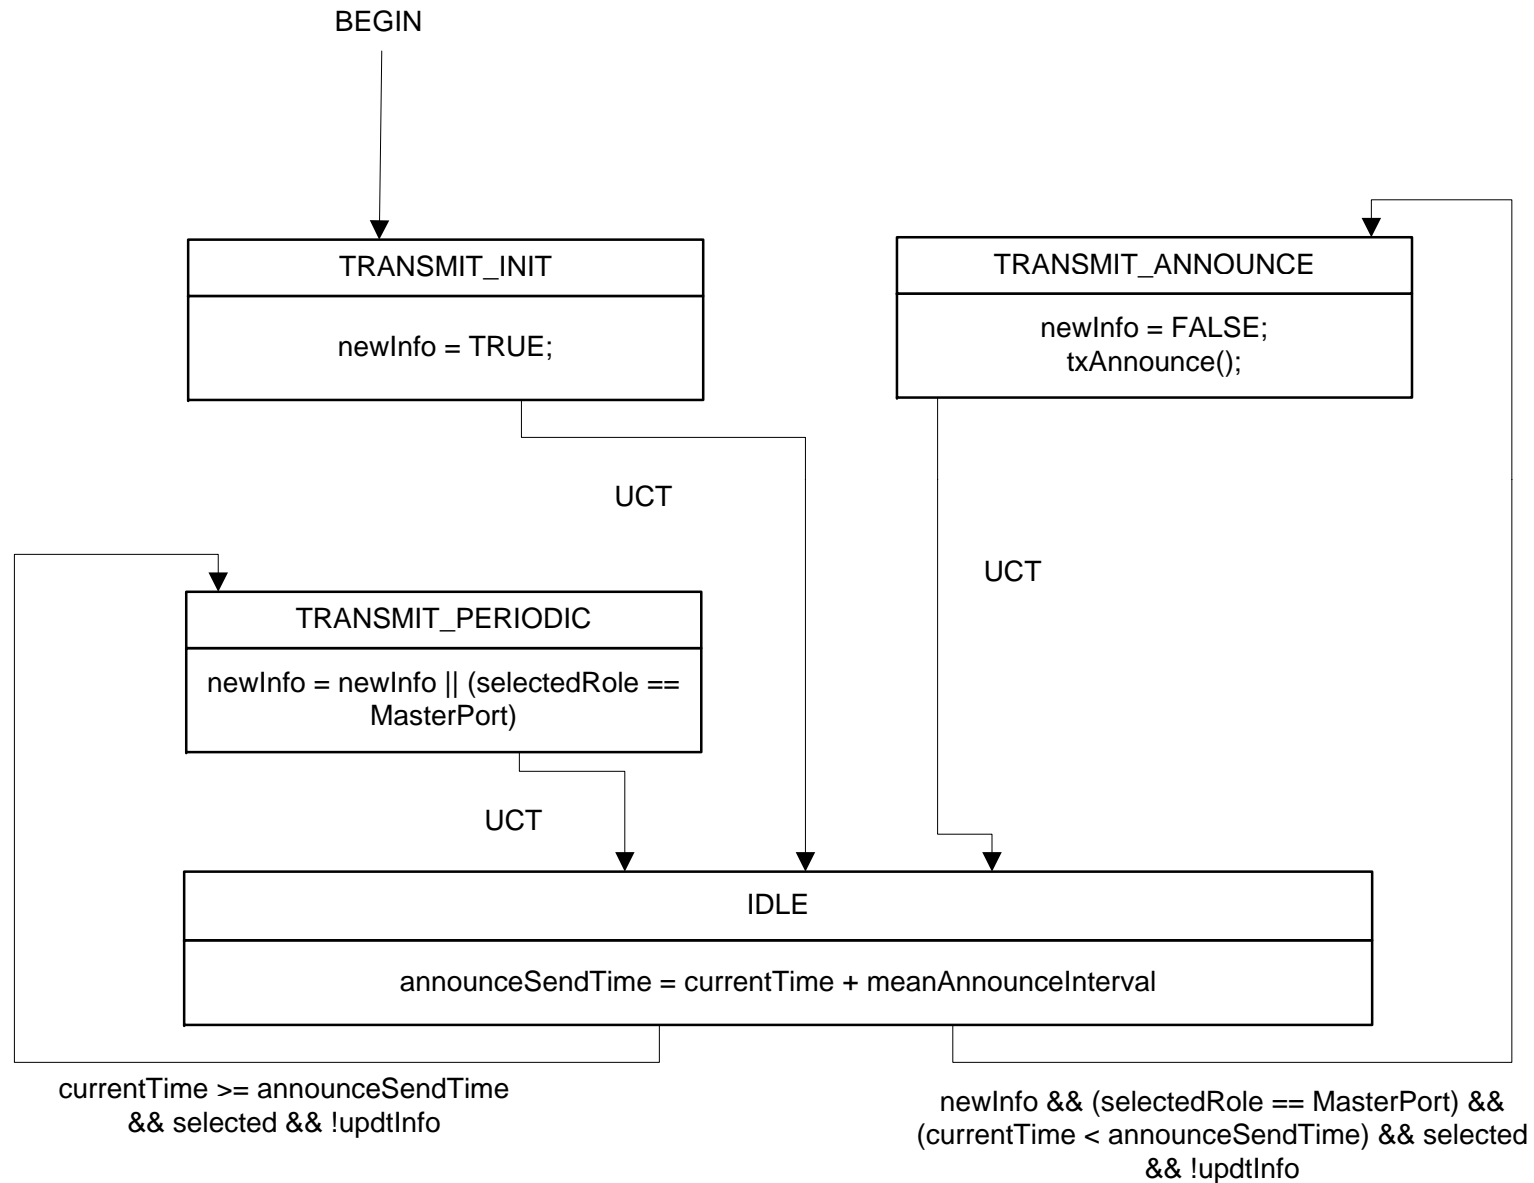 BEGIN
TRANSMIT_INIT
newInfo = TRUE;
TRANSMIT_ANNOUNCE
newInfo = FALSE;
txAnnounce();
UCT
UCT
TRANSMIT_PERIODIC
newInfo = newInfo || (selectedRole ==
MasterPort)
UCT
IDLE
announceSendTime = currentTime + meanAnnounceInterval
currentTime >= announceSendTime
&& selected && !updtInfo
newInfo && (selectedRole == MasterPort) &&
(currentTime < announceSendTime) && selected
&& !updtInfo